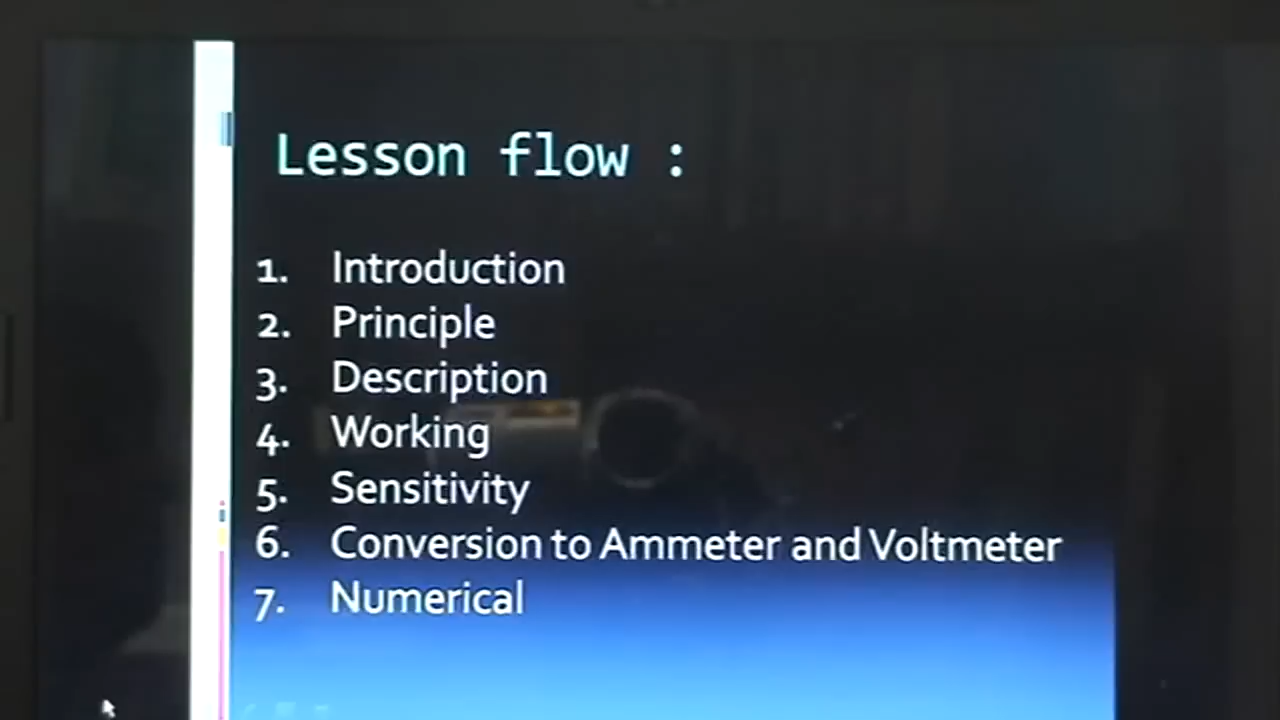 Lesson flow :
1. Introduction
2. Principle
3. Description
4. Working
5. Sensitivity
6. Conversion to Ammeter and Voltmeter
7. Numerical